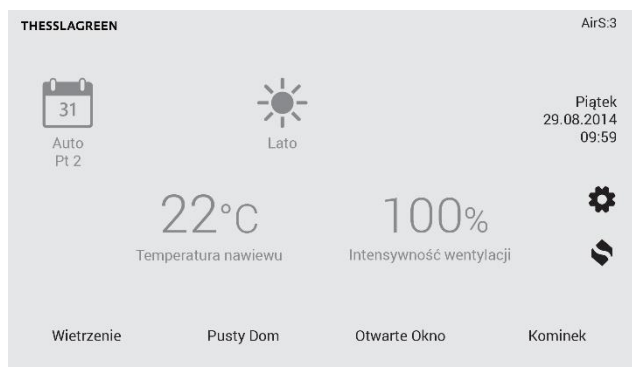 THESSLAGREEN
AirS:3
31
Auto
Pt 2
Lato
Piątek
29.08.2014
09:59
22°C
Temperatura nawiewu
100%
Intensywność wentylacji
Wietrzenie
Pusty Dom
Otwarte Okno
Kominek